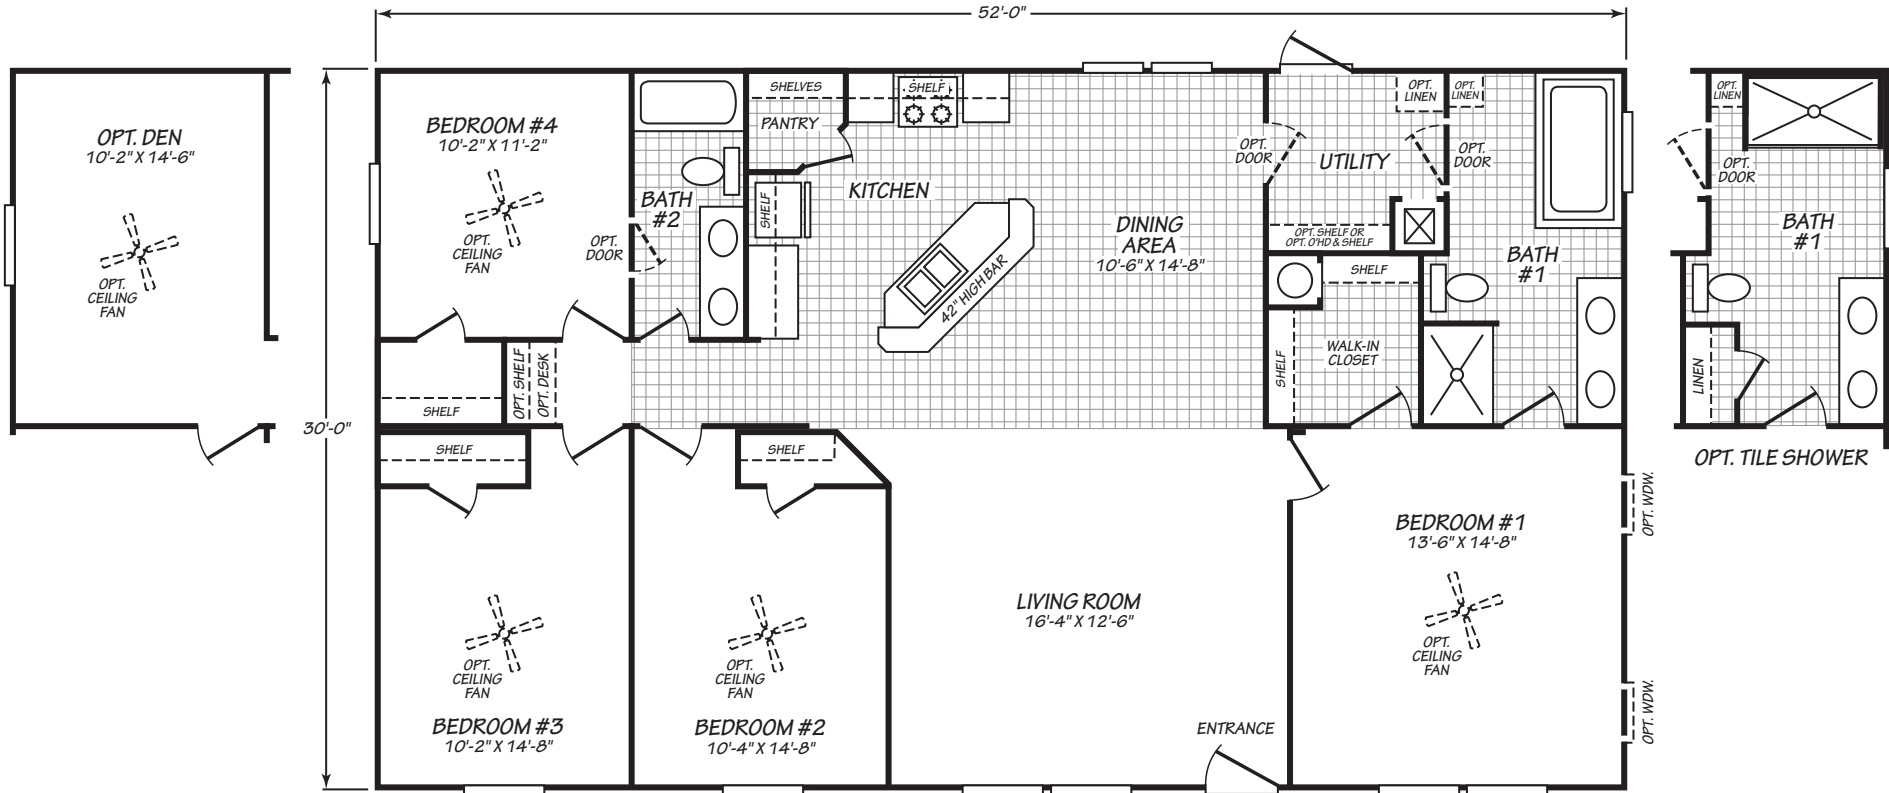 52'-0"
30'-0"
OPT. DEN
10'-2" X 14'-6"
OPT.
CEILING
FAN
BEDROOM #4
10'-2" X 11'-2"
OPT.
CEILING
FAN
OPT.
DOOR
BATH
#2
SHELVES
PANTRY
SHELF
SHELF
KITCHEN
42" HIGH BAR
DINING
AREA
10'-6" X 14'-8"
OPT.
DOOR
UTILITY
OPT.
LINEN
OPT.
LINEN
OPT.
DOOR
OPT. SHELF OR
OPT. O'HD & SHELF
BATH
#1
SHELF
SHELF
WALK-IN
CLOSET
SHELF
OPT. SHELF
OPT. DESK
SHELF
SHELF
OPT.
CEILING
FAN
BEDROOM #3
10'-2" X 14'-8"
OPT.
CEILING
FAN
BEDROOM #2
10'-4" X 14'-8"
LIVING ROOM
16'-4" X 12'-6"
ENTRANCE
BEDROOM #1
13'-6" X 14'-8"
OPT.
CEILING
FAN
OPT. WDW.
OPT. WDW.
OPT.
LINEN
OPT.
DOOR
BATH
#1
LINEN
OPT. TILE SHOWER